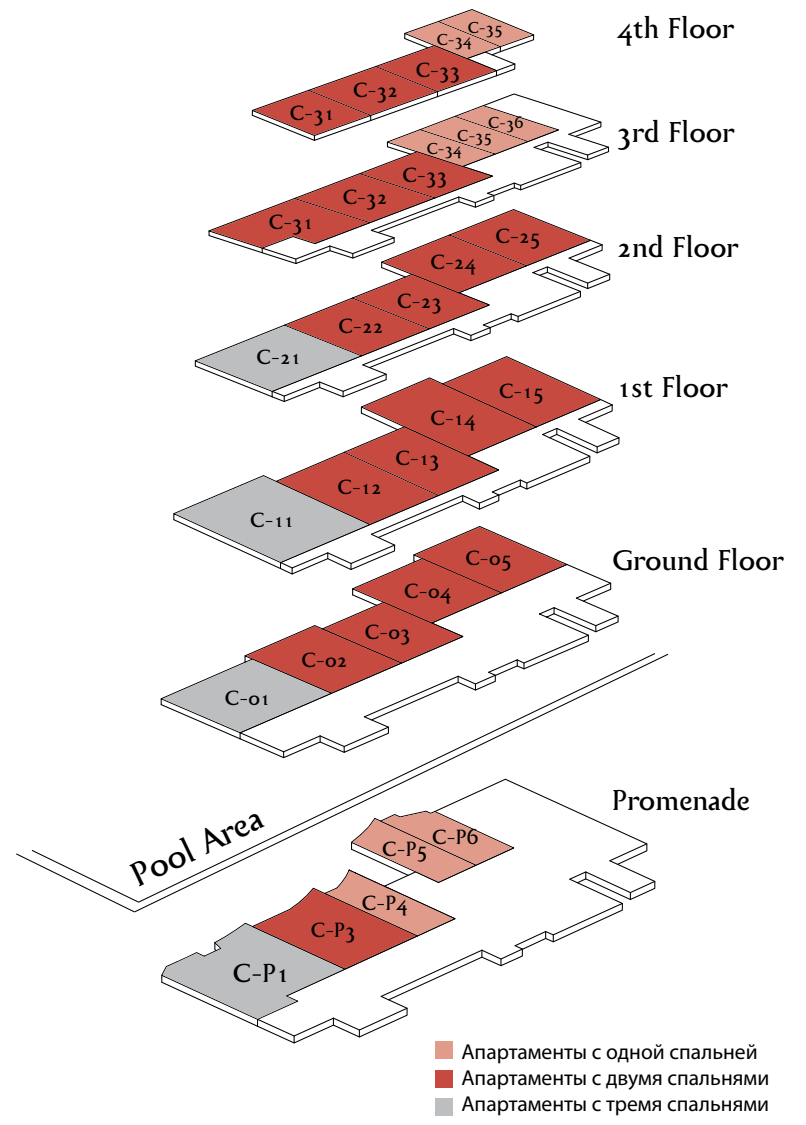 4th Floor
C-35
C-34
C-33
C-32
C-31
3rd Floor
C-36
C-35
C-34
C-33
C-32
C-31
2nd Floor
C-25
C-24
C-23
C-22
C-21
1st Floor
C-15
C-14
C-13
C-12
C-11
Ground Floor
C-05
C-04
C-03
C-02
C-01
Pool Area
Promenade
C-P6
C-P5
C-P4
C-P3
C-P1
Апартаменты с одной спальней
Апартаменты с двумя спальнями
Апартаменты с тремя спальнями